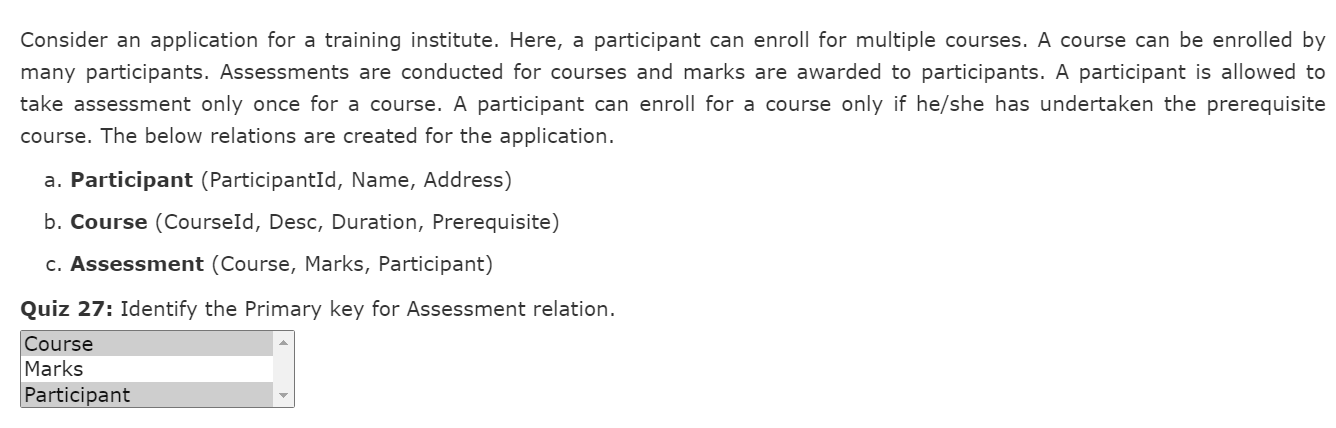 Consider an application for a training institute. Here, a participant can enroll for multiple courses. A course can be enrolled by
many participants. Assessments are conducted for courses and marks are awarded to participants. A participant is allowed to
take assessment only once for a course. A participant can enroll for a course only if he/she has undertaken the prerequisite
course. The below relations are created for the application.
a. Participant (ParticipantId, Name, Address)
b. Course (CourseId, Desc, Duration, Prerequisite)
c. Assessment (Course, Marks, Participant)
Quiz 27: Identify the Primary key for Assessment relation.
Course
Marks
Participant